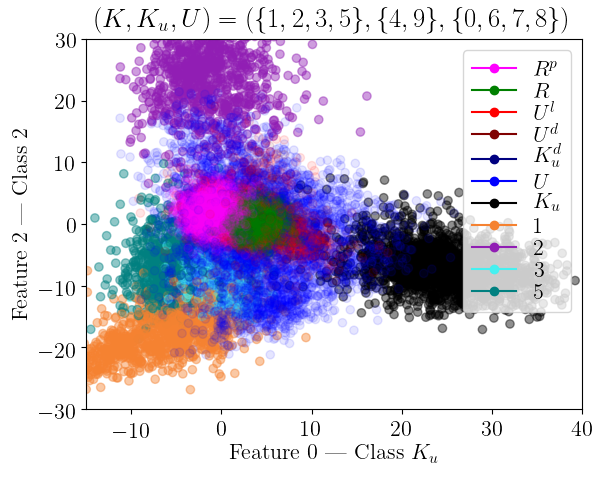 (K, K_u, U) = ({1, 2, 3, 5}, {4, 9}, {0, 6, 7, 8})
30
20
10
0
−10
−20
−30
Feature 2 — Class 2
−10
0
10
20
30
40
Feature 0 — Class K_u
R^p
R
U^l
U^d
K_u^d
U
K_u
1
2
3
5